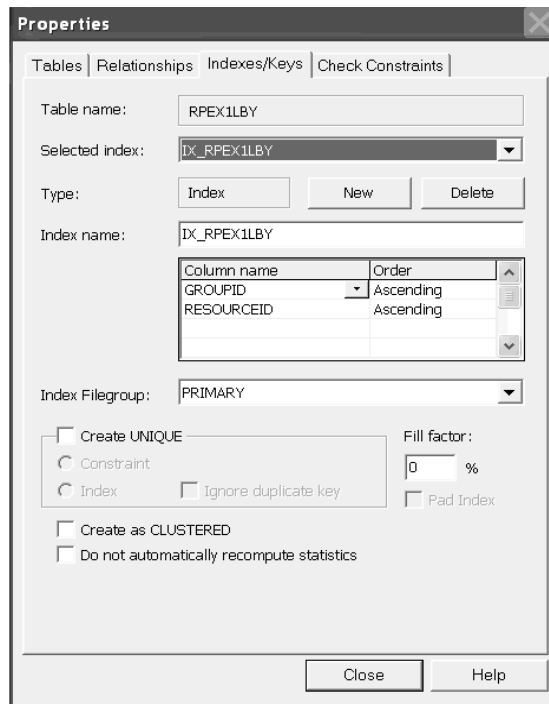 Properties
Tables Relationships Indexes/Keys Check Constraints
Table name: RPEX1LBY
Selected index: IX_RPEX1LBY
Type: Index New Delete
Index name: IX_RPEX1LBY
Column name Order
GROUPID Ascending
RESOURCEID Ascending
Index Filegroup: PRIMARY
Create UNIQUE Fill factor:
Constraint 0 %
Index Ignore duplicate key Pad Index
Create as CLUSTERED
Do not automatically recompute statistics
Close Help